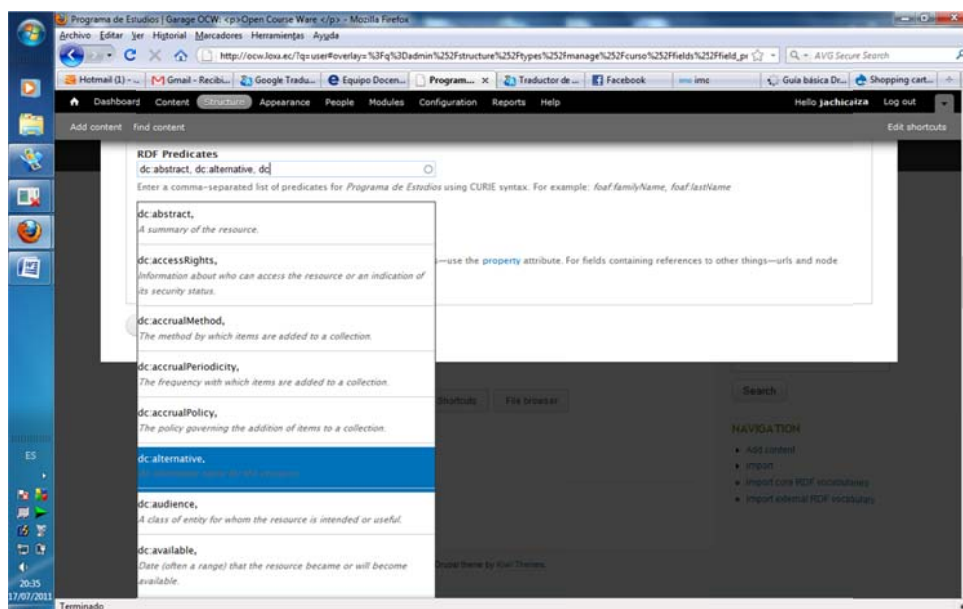 Programa de Estudios | Garage OCW: <p>Open Course Ware </p> - Mozilla Firefox
Archivo Editar Ver Historial Marcadores Herramientas Ayuda
http://ocw.loxa.ec/?q=user#overlay=%3Fq%3Dadmin%252Fstructure%252Ftypes%252Fmanage%252Fcurso%252Ffields%252Ffield_pr
AVG Secure Search
Hotmail (1) - ... Gmail - Recibi... Google Tradu... Equipo Docen... Program... x Traductor de ... Facebook imc Guía básica Dr... Shopping cart...
Dashboard Content Structure Appearance People Modules Configuration Reports Help Hello jachicaiza Log out
Add content Find content Edit shortcuts
RDF Predicates
dc:abstract, dc:alternative, dc
Enter a comma-separated list of predicates for Programa de Estudios using CURIE syntax. For example: foaf:familyName, foaf:lastName
dc:abstract,
A summary of the resource.
dc:accessRights,
—use the property attribute. For fields containing references to other things—urls and node
Information about who can access the resource or an indication of
its security status.
dc:accrualMethod,
The method by which items are added to a collection.
dc:accrualPeriodicity,
The frequency with which items are added to a collection.
Search
dc:accrualPolicy,
Shortcuts File browser
The policy governing the addition of items to a collection.
NAVIGATION
Add content
dc:alternative,
import
An alternative name for the resource.
import core RDF vocabularies
import external RDF vocabulary
dc:audience,
A class of entity for whom the resource is intended or useful.
dc:available,
Date (often a range) that the resource became or will become
Drupal theme by Kiwi Themes.
available.
ES
20:35
17/07/2011
Terminado